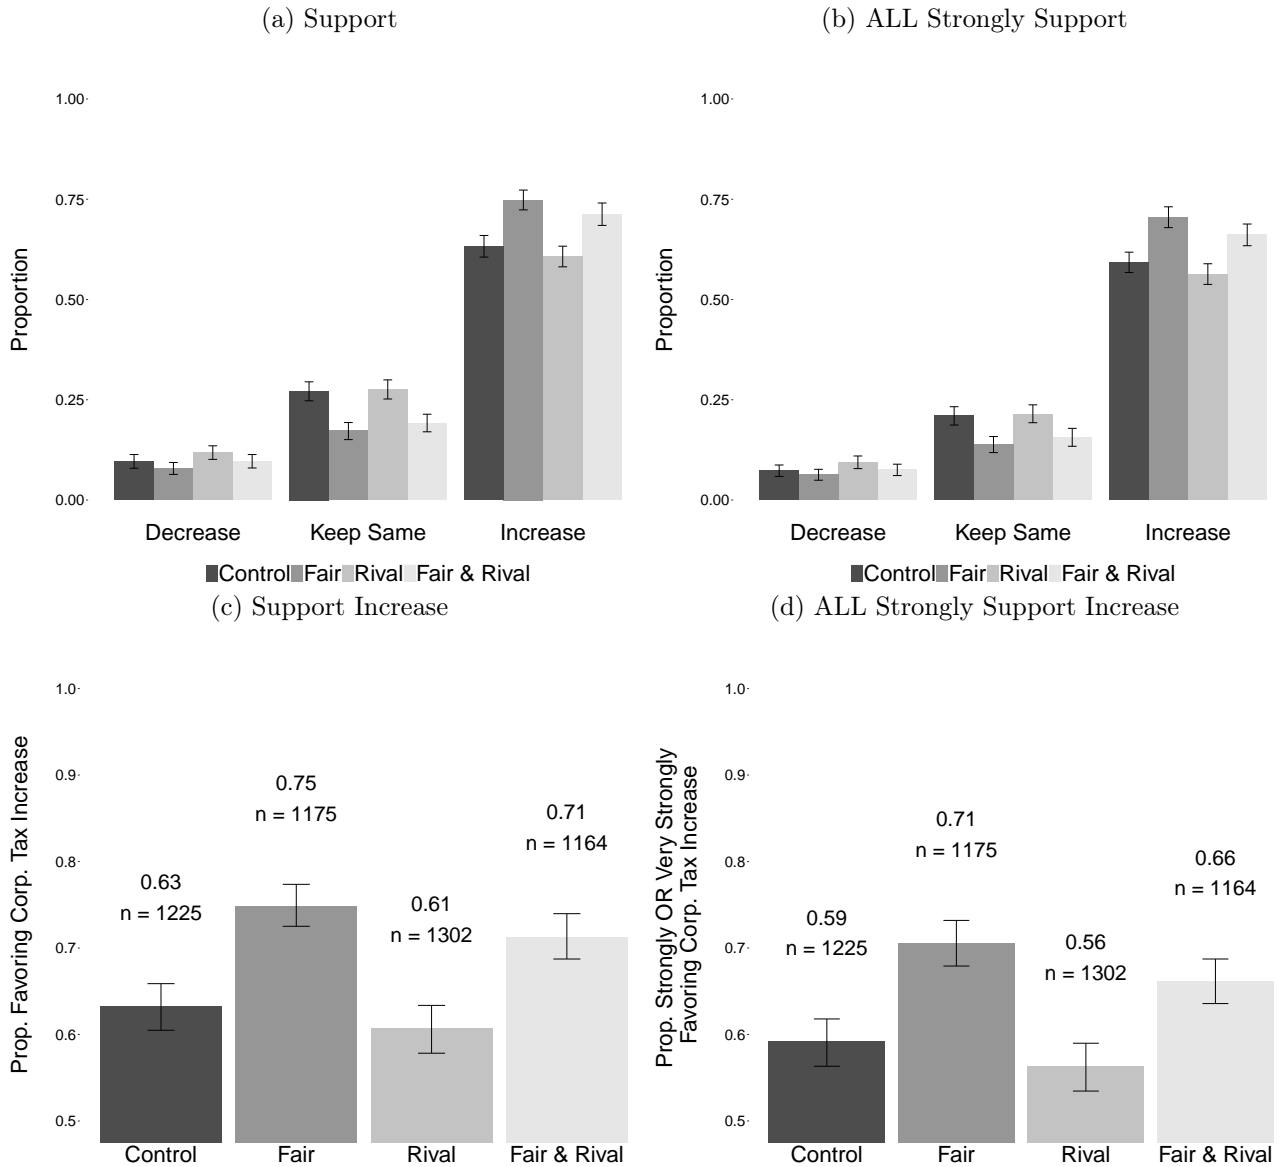 (a) Support
1.00
0.75
0.50
0.25
0.00
Proportion
Decrease Keep Same Increase
Control Fair Rival Fair & Rival
(b) ALL Strongly Support
1.00
0.75
0.50
0.25
0.00
Proportion
Decrease Keep Same Increase
Control Fair Rival Fair & Rival
(c) Support Increase
1.0
0.9
0.8
0.7
0.6
0.5
Prop. Favoring Corp. Tax Increase
0.63
n = 1225
0.75
n = 1175
0.61
n = 1302
0.71
n = 1164
Control Fair Rival Fair & Rival
(d) ALL Strongly Support Increase
1.0
0.9
0.8
0.7
0.6
0.5
Prop. Strongly OR Very Strongly
Favoring Corp. Tax Increase
0.59
n = 1225
0.71
n = 1175
0.56
n = 1302
0.66
n = 1164
Control Fair Rival Fair & Rival